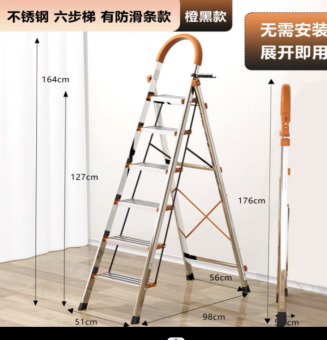 不锈钢 六步梯 有防滑条款
橙黑款
无需安装
展开即用
164cm
127cm
176cm
56cm
98cm
51cm